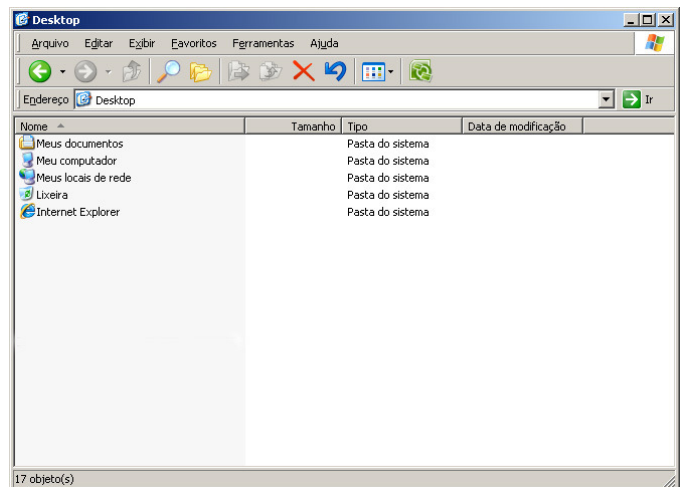 Desktop
Arquivo Editar Exibir Favoritos Ferramentas Ajuda
Endereço Desktop Ir
Nome Tamanho Tipo Data de modificação
Meus documentos Pasta do sistema
Meu computador Pasta do sistema
Meus locais de rede Pasta do sistema
Lixeira Pasta do sistema
Internet Explorer Pasta do sistema
17 objeto(s)